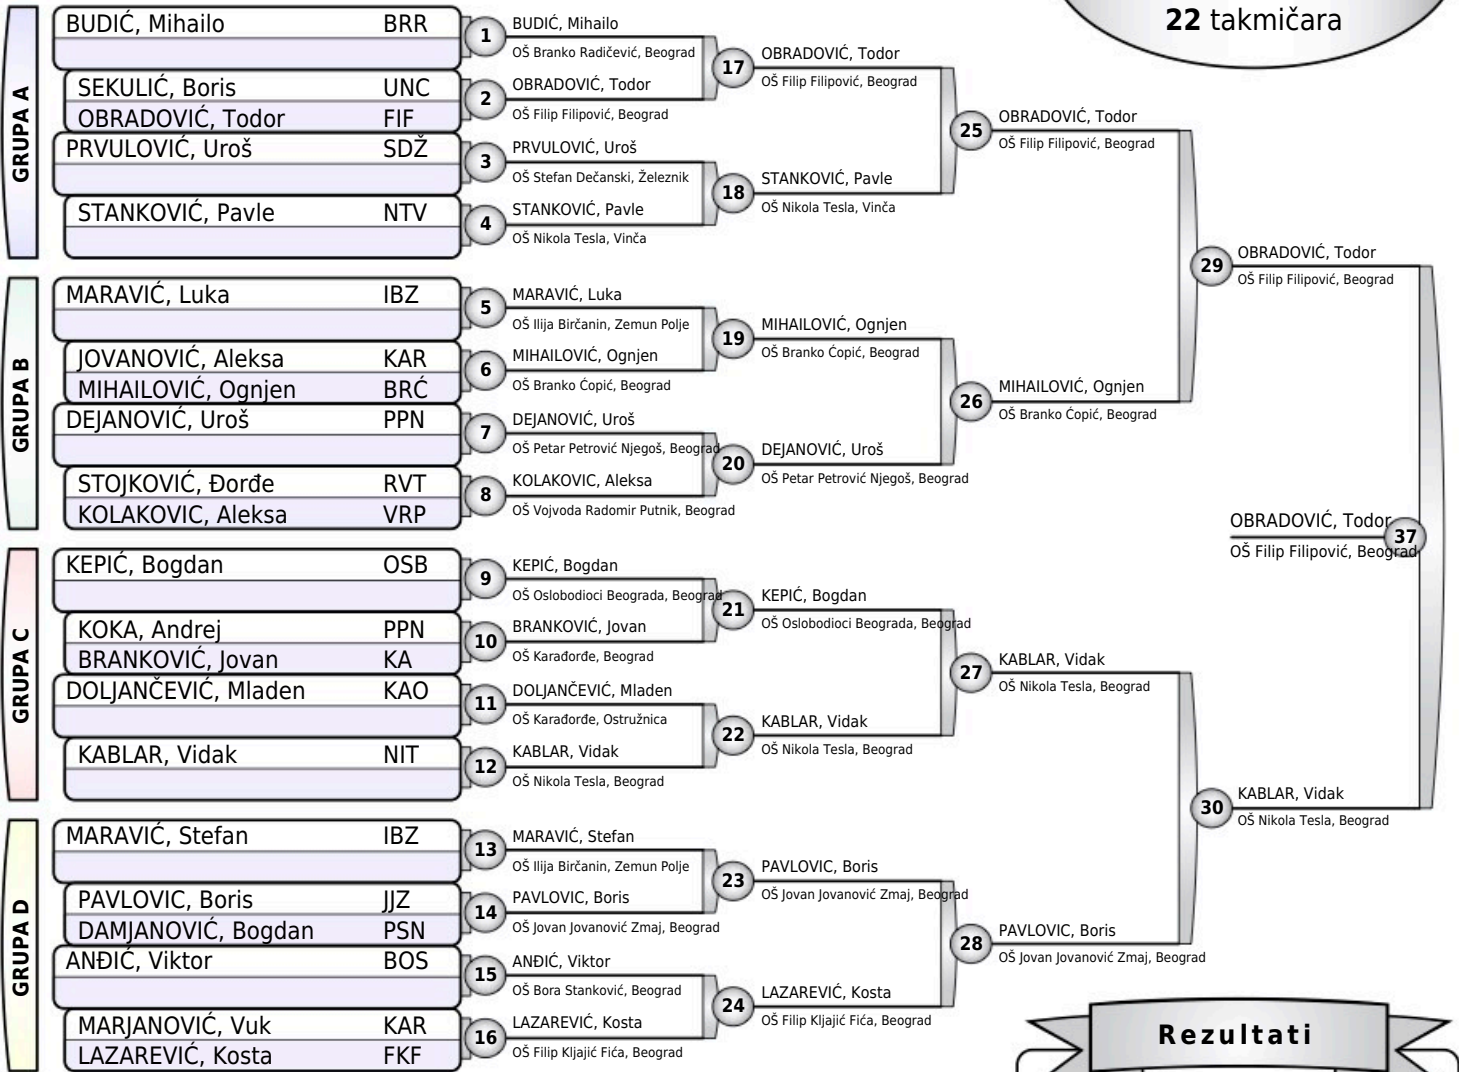 22 takmičara
GRUPA A
BUDIĆ, Mihailo BRR
SEKULIĆ, Boris UNC
OBRADOVIĆ, Todor FIF
PRVULOVIĆ, Uroš SDŽ
STANKOVIĆ, Pavle NTV
GRUPA B
MARAVIĆ, Luka IBZ
JOVANOVIĆ, Aleksa KAR
MIHAILOVIĆ, Ognjen BRĆ
DEJANOVIĆ, Uroš PPN
STOJKOVIĆ, Đorđe RVT
KOLAKOVIC, Aleksa VRP
GRUPA C
KEPIĆ, Bogdan OSB
KOKA, Andrej PPN
BRANKOVIĆ, Jovan KA
DOLJANČEVIĆ, Mladen KAO
KABLAR, Vidak NIT
GRUPA D
MARAVIĆ, Stefan IBZ
PAVLOVIC, Boris JJZ
DAMJANOVIĆ, Bogdan PSN
ANĐIĆ, Viktor BOS
MARJANOVIĆ, Vuk KAR
LAZAREVIĆ, Kosta FKF
1
BUDIĆ, Mihailo
OŠ Branko Radičević, Beograd
2
OBRADOVIĆ, Todor
OŠ Filip Filipović, Beograd
3
PRVULOVIĆ, Uroš
OŠ Stefan Dečanski, Železnik
4
STANKOVIĆ, Pavle
OŠ Nikola Tesla, Vinča
5
MARAVIĆ, Luka
OŠ Ilija Birčanin, Zemun Polje
6
MIHAILOVIĆ, Ognjen
OŠ Branko Ćopić, Beograd
7
DEJANOVIĆ, Uroš
OŠ Petar Petrović Njegoš, Beograd
8
KOLAKOVIC, Aleksa
OŠ Vojvoda Radomir Putnik, Beograd
9
KEPIĆ, Bogdan
OŠ Oslobodioci Beograda, Beograd
10
BRANKOVIĆ, Jovan
OŠ Karađorđe, Beograd
11
DOLJANČEVIĆ, Mladen
OŠ Karađorđe, Ostružnica
12
KABLAR, Vidak
OŠ Nikola Tesla, Beograd
13
MARAVIĆ, Stefan
OŠ Ilija Birčanin, Zemun Polje
14
PAVLOVIC, Boris
OŠ Jovan Jovanović Zmaj, Beograd
15
ANĐIĆ, Viktor
OŠ Bora Stanković, Beograd
16
LAZAREVIĆ, Kosta
OŠ Filip Kljajić Fića, Beograd
17
OBRADOVIĆ, Todor
OŠ Filip Filipović, Beograd
18
STANKOVIĆ, Pavle
OŠ Nikola Tesla, Vinča
19
MIHAILOVIĆ, Ognjen
OŠ Branko Ćopić, Beograd
20
DEJANOVIĆ, Uroš
OŠ Petar Petrović Njegoš, Beograd
21
KEPIĆ, Bogdan
OŠ Oslobodioci Beograda, Beograd
22
KABLAR, Vidak
OŠ Nikola Tesla, Beograd
23
PAVLOVIC, Boris
OŠ Jovan Jovanović Zmaj, Beograd
24
LAZAREVIĆ, Kosta
OŠ Filip Kljajić Fića, Beograd
25
OBRADOVIĆ, Todor
OŠ Filip Filipović, Beograd
26
MIHAILOVIĆ, Ognjen
OŠ Branko Ćopić, Beograd
27
KABLAR, Vidak
OŠ Nikola Tesla, Beograd
28
PAVLOVIC, Boris
OŠ Jovan Jovanović Zmaj, Beograd
29
OBRADOVIĆ, Todor
OŠ Filip Filipović, Beograd
30
KABLAR, Vidak
OŠ Nikola Tesla, Beograd
37
OBRADOVIĆ, Todor
OŠ Filip Filipović, Beograd
Rezultati